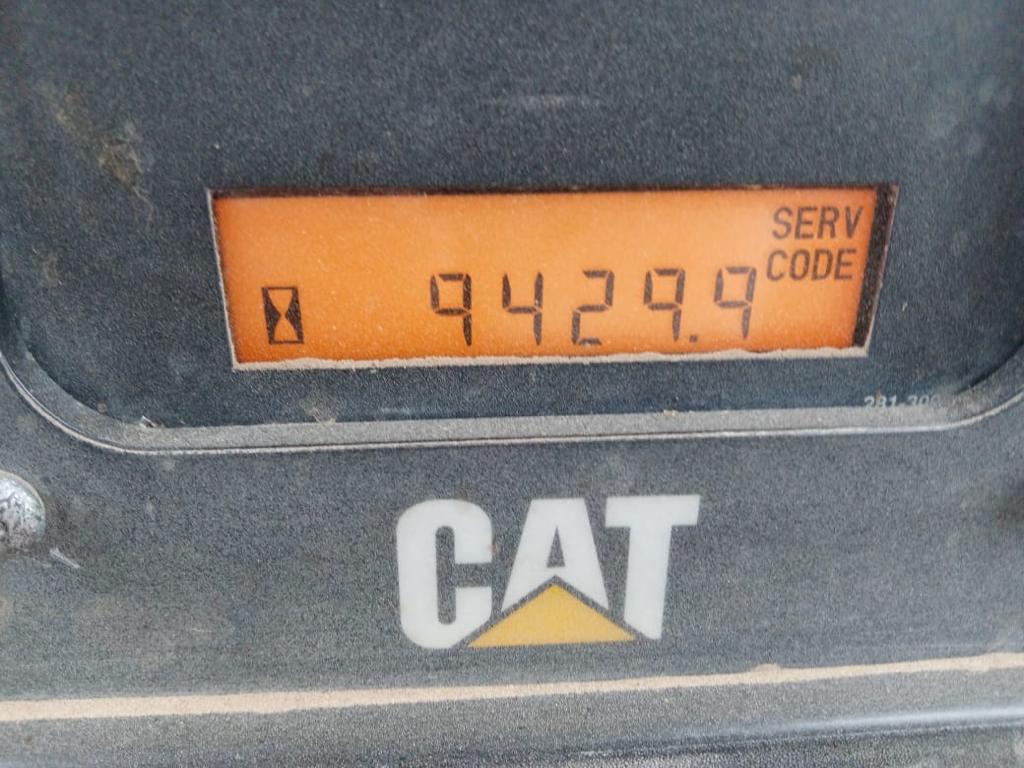 SERV
CODE
9429.9
CAT